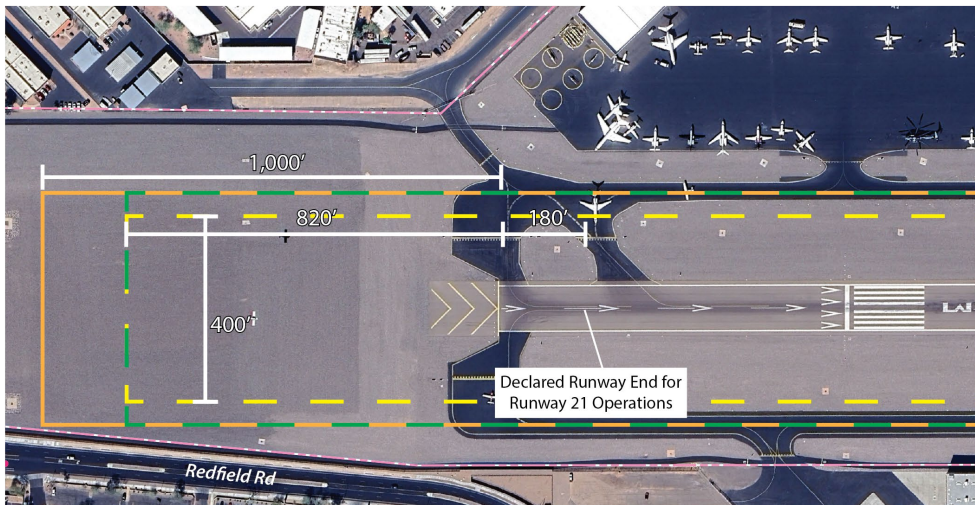 1,000’
820’
180’
400’
Declared Runway End for
Runway 21 Operations
Redfield Rd